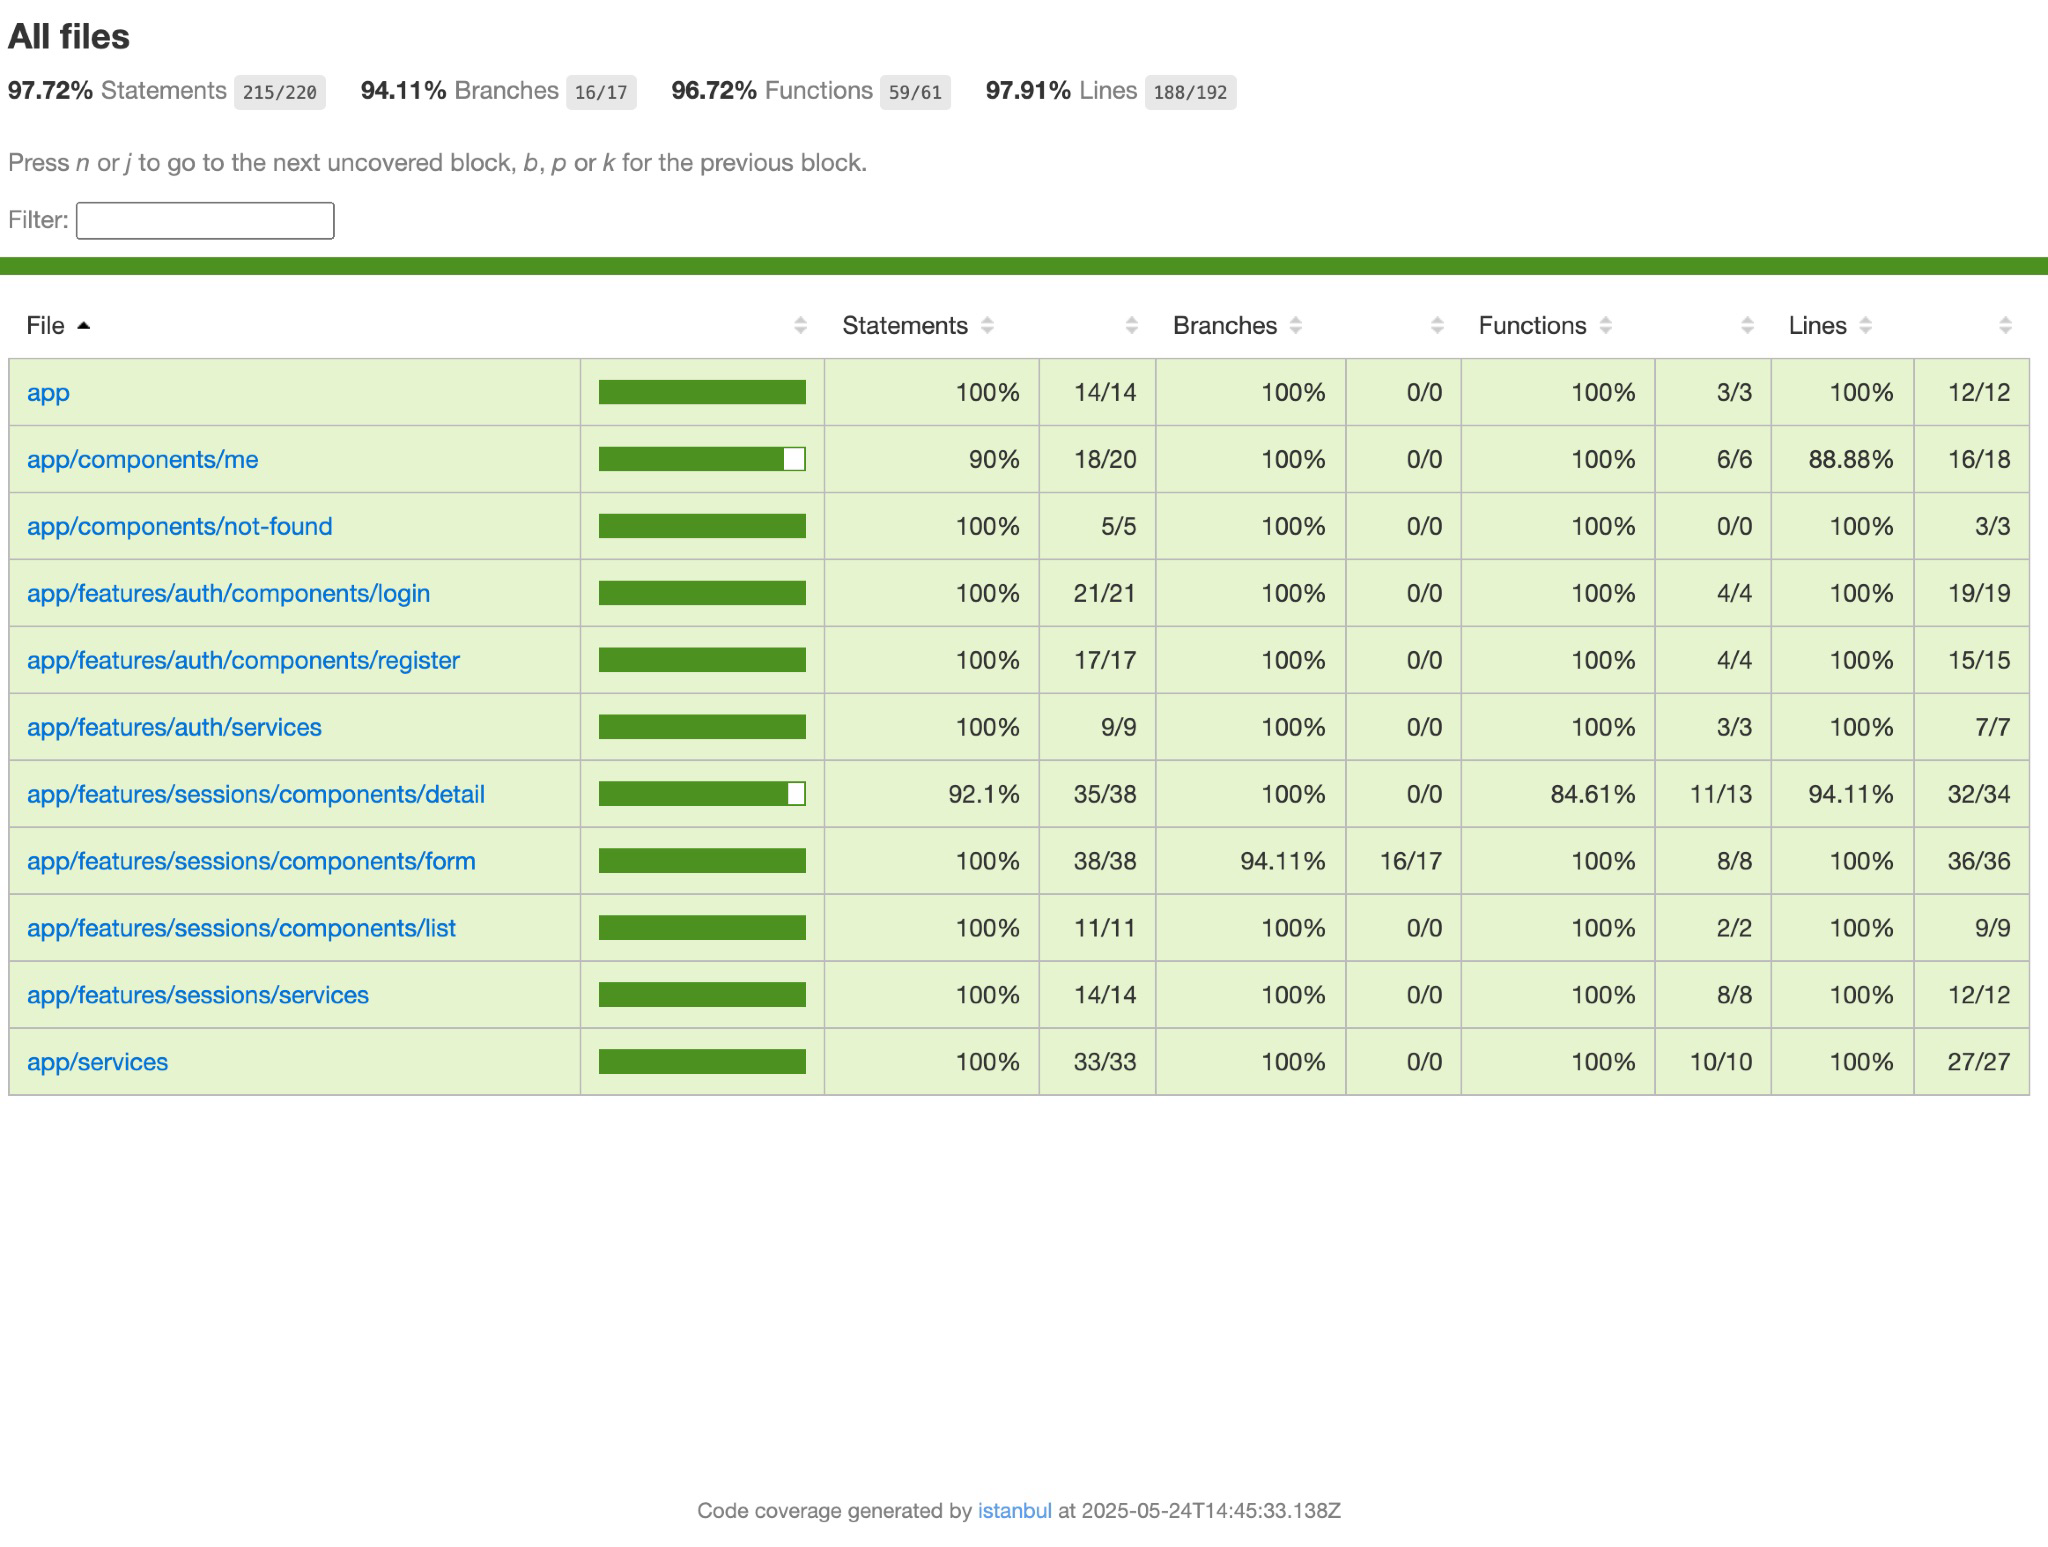 All files
97.72% Statements 215/220 94.11% Branches 16/17 96.72% Functions 59/61 97.91% Lines 188/192
Press n or j to go to the next uncovered block, b, p or k for the previous block.
Filter:
File Statements Branches Functions Lines
app 100% 14/14 100% 0/0 100% 3/3 100% 12/12
app/components/me 90% 18/20 100% 0/0 100% 6/6 88.88% 16/18
app/components/not-found 100% 5/5 100% 0/0 100% 0/0 100% 3/3
app/features/auth/components/login 100% 21/21 100% 0/0 100% 4/4 100% 19/19
app/features/auth/components/register 100% 17/17 100% 0/0 100% 4/4 100% 15/15
app/features/auth/services 100% 9/9 100% 0/0 100% 3/3 100% 7/7
app/features/sessions/components/detail 92.1% 35/38 100% 0/0 84.61% 11/13 94.11% 32/34
app/features/sessions/components/form 100% 38/38 94.11% 16/17 100% 8/8 100% 36/36
app/features/sessions/components/list 100% 11/11 100% 0/0 100% 2/2 100% 9/9
app/features/sessions/services 100% 14/14 100% 0/0 100% 8/8 100% 12/12
app/services 100% 33/33 100% 0/0 100% 10/10 100% 27/27
Code coverage generated by istanbul at 2025-05-24T14:45:33.138Z